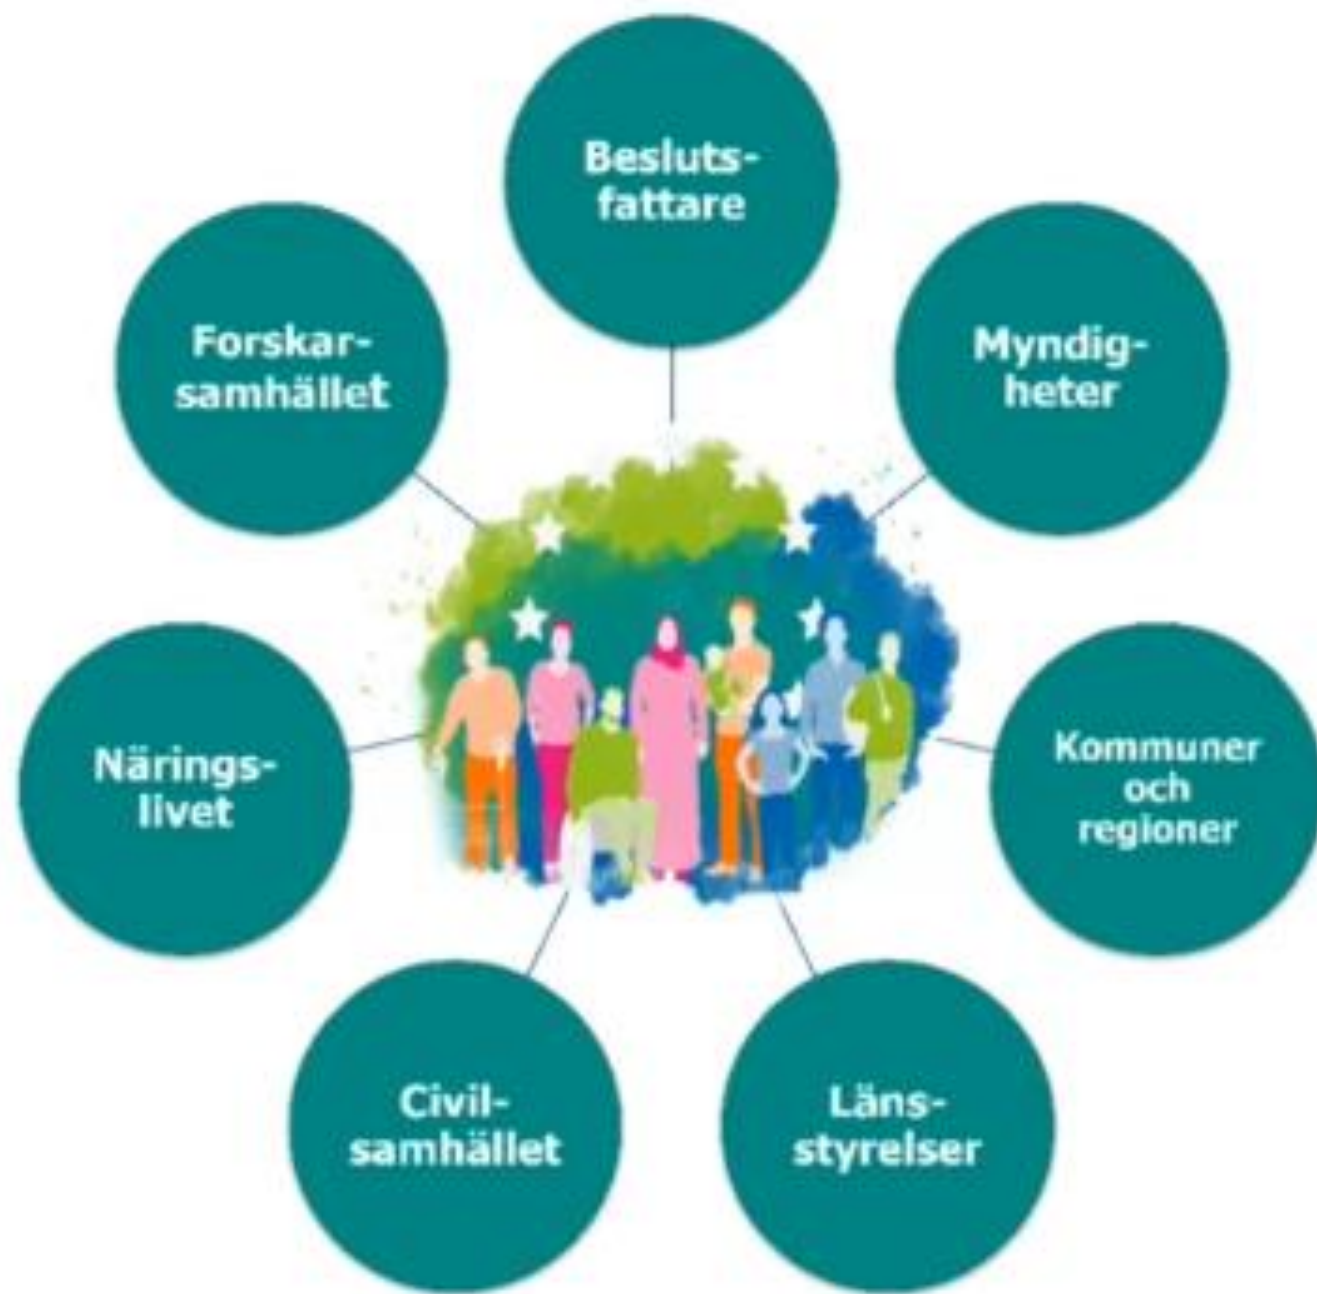 Besluts-
fattare
Myndig-
heter
Kommuner
och
regioner
Läns-
styrelser
Civil-
samhället
Närings-
livet
Forskar-
samhället